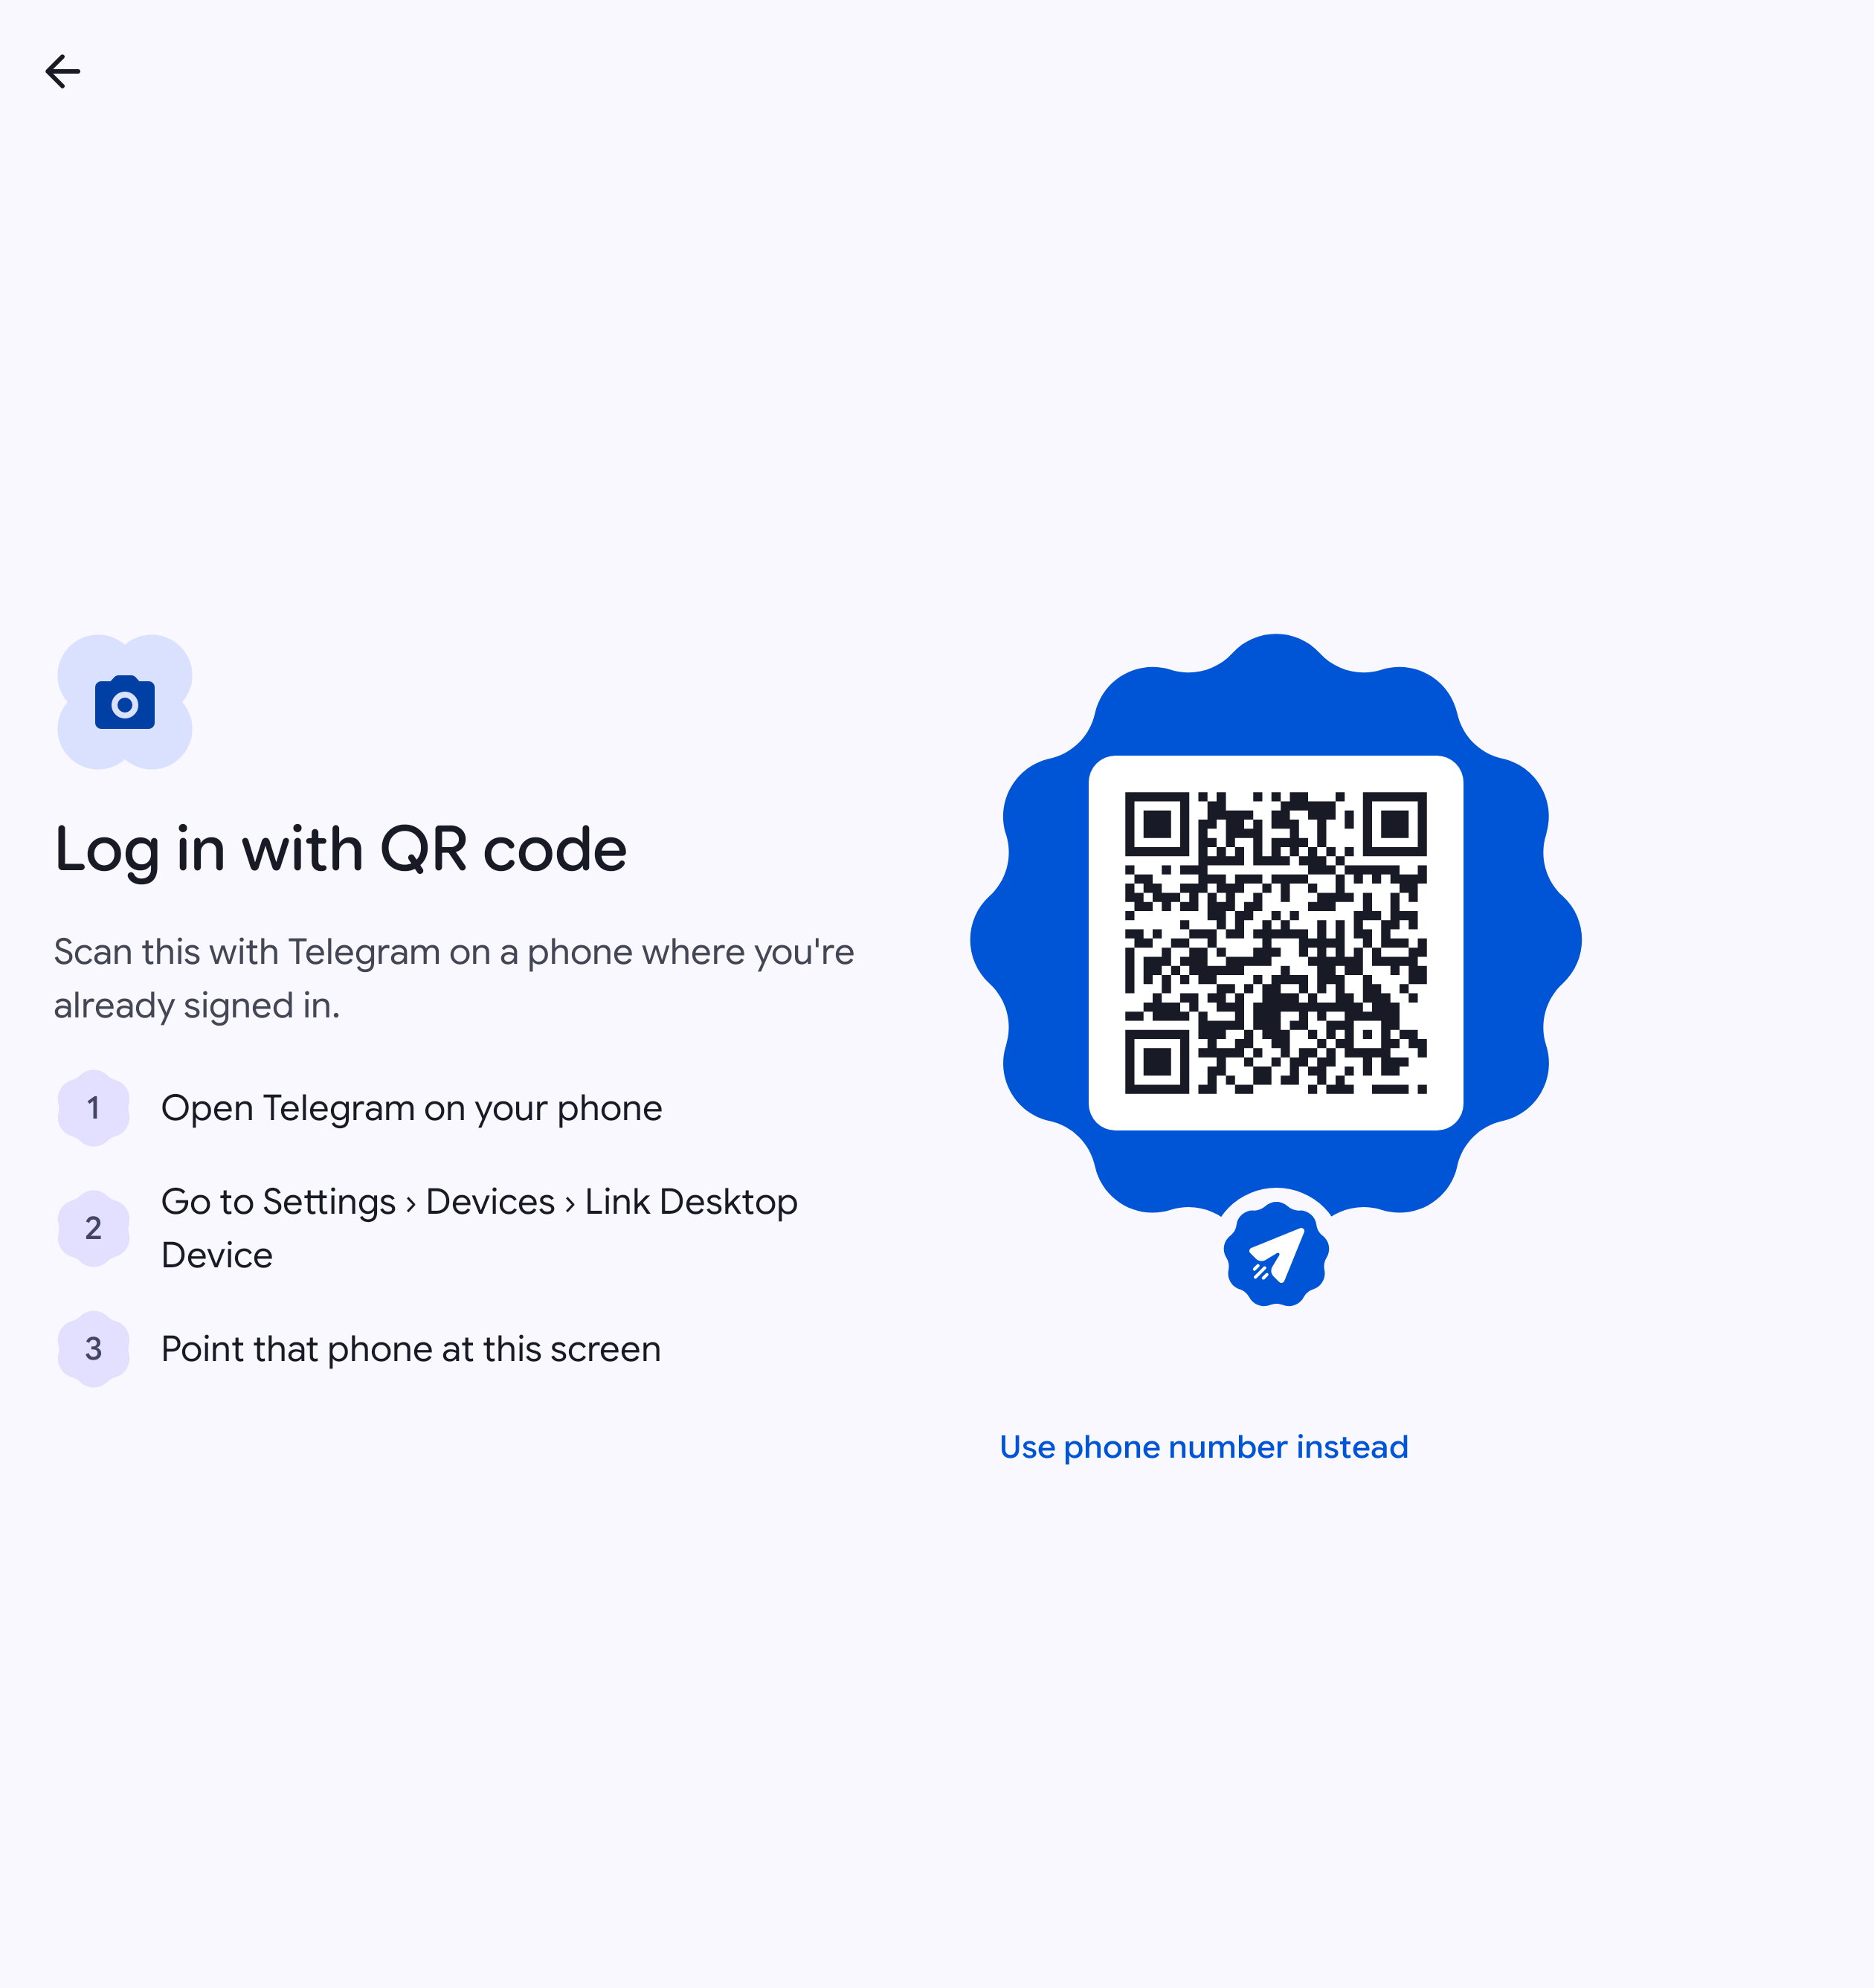 Log in with QR code
Scan this with Telegram on a phone where you're
already signed in.
1 Open Telegram on your phone
2 Go to Settings › Devices › Link Desktop
Device
3 Point that phone at this screen
Use phone number instead